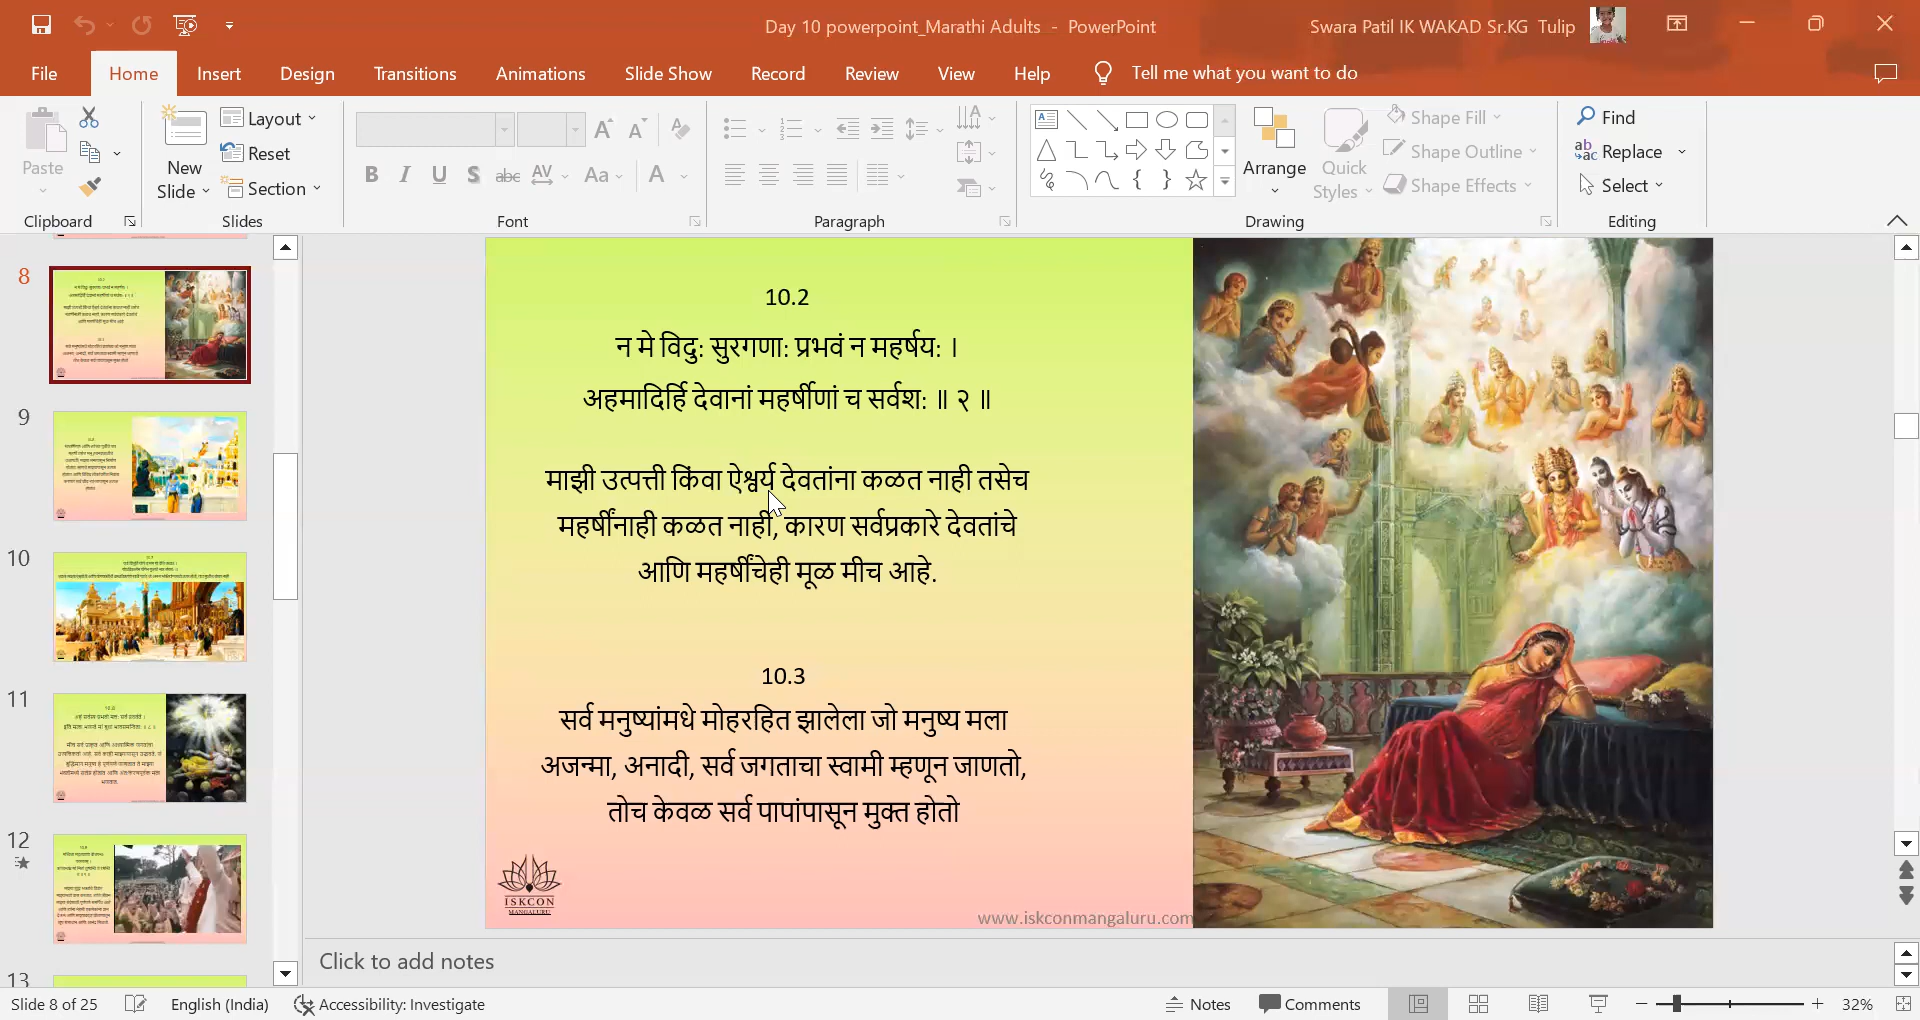 Day 10 powerpoint_Marathi Adults - PowerPoint
Swara Patil IK WAKAD Sr.KG Tulip
File Home Insert Design Transitions Animations Slide Show Record Review View Help Tell me what you want to do
Paste
New Slide
Layout
Reset
Section
Arrange
Quick Styles
Shape Fill
Shape Outline
Shape Effects
Find
Replace
Select
Clipboard Slides Font Paragraph Drawing Editing
8
9
10
11
12
13
10.2
न मे विदु: सुरगणा: प्रभवं न महर्षय: ।
अहमादिर्हि देवानां महर्षीणां च सर्वश: ॥ २ ॥
माझी उत्पत्ती किंवा ऐश्वर्य देवतांना कळत नाही तसेच
महर्षींनाही कळत नाही, कारण सर्वप्रकारे देवतांचे
आणि महर्षींचेही मूळ मीच आहे.
10.3
सर्व मनुष्यांमधे मोहरहित झालेला जो मनुष्य मला
अजन्मा, अनादी, सर्व जगताचा स्वामी म्हणून जाणतो,
तोच केवळ सर्व पापांपासून मुक्त होतो
ISKCON
MANGALURU
www.iskconmangaluru.com
Click to add notes
Slide 8 of 25 English (India) Accessibility: Investigate Notes Comments 32%